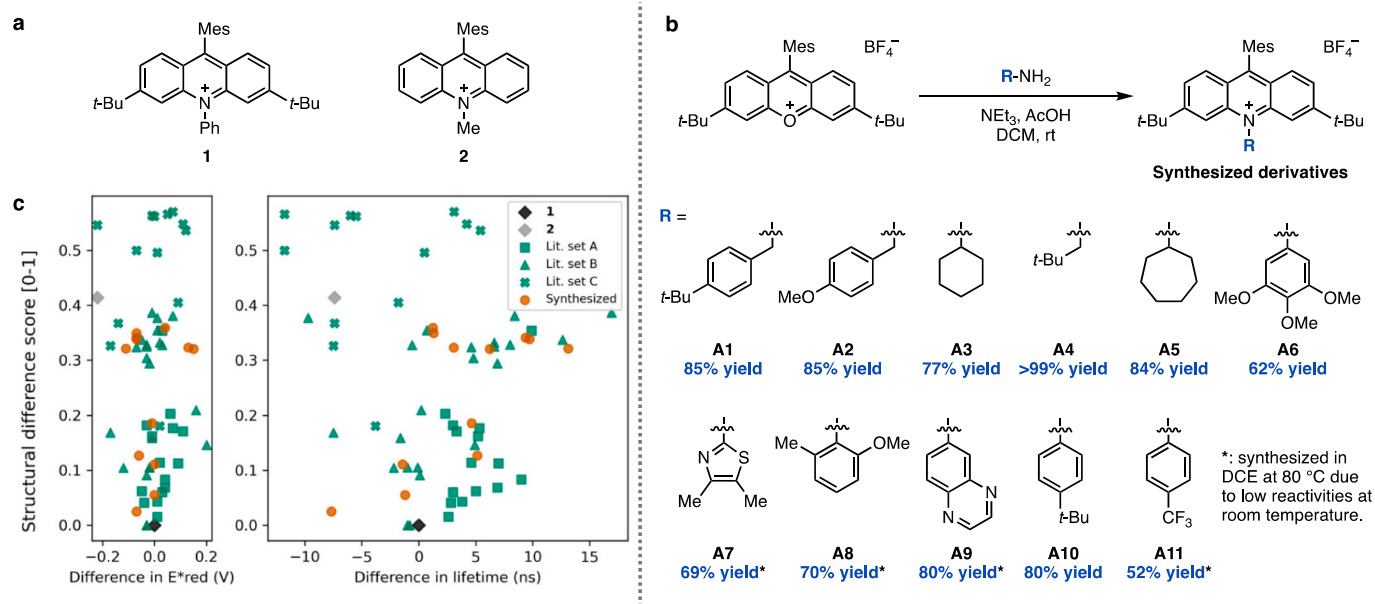 a
Mes
t-Bu
N
+
t-Bu
Ph
1
Mes
N
+
Me
2
b
Mes
BF4−
t-Bu
O
+
t-Bu
R-NH2
NEt3, AcOH
DCM, rt
Mes
BF4−
t-Bu
N
+
t-Bu
R
Synthesized derivatives
R =
t-Bu
A1
85% yield
MeO
A2
85% yield
A3
77% yield
t-Bu
A4
>99% yield
A5
84% yield
MeO
OMe
OMe
A6
62% yield
N
S
Me
Me
A7
69% yield*
Me
OMe
A8
70% yield*
N
N
A9
80% yield*
t-Bu
A10
80% yield
CF3
A11
52% yield*
*: synthesized in
DCE at 80 °C due
to low reactivities at
room temperature.
c
Structural difference score [0-1]
0.5
0.4
0.3
0.2
0.1
0.0
−0.2
0.0
0.2
Difference in E*red (V)
1
2
Lit. set A
Lit. set B
Lit. set C
Synthesized
−10
−5
0
5
10
15
Difference in lifetime (ns)